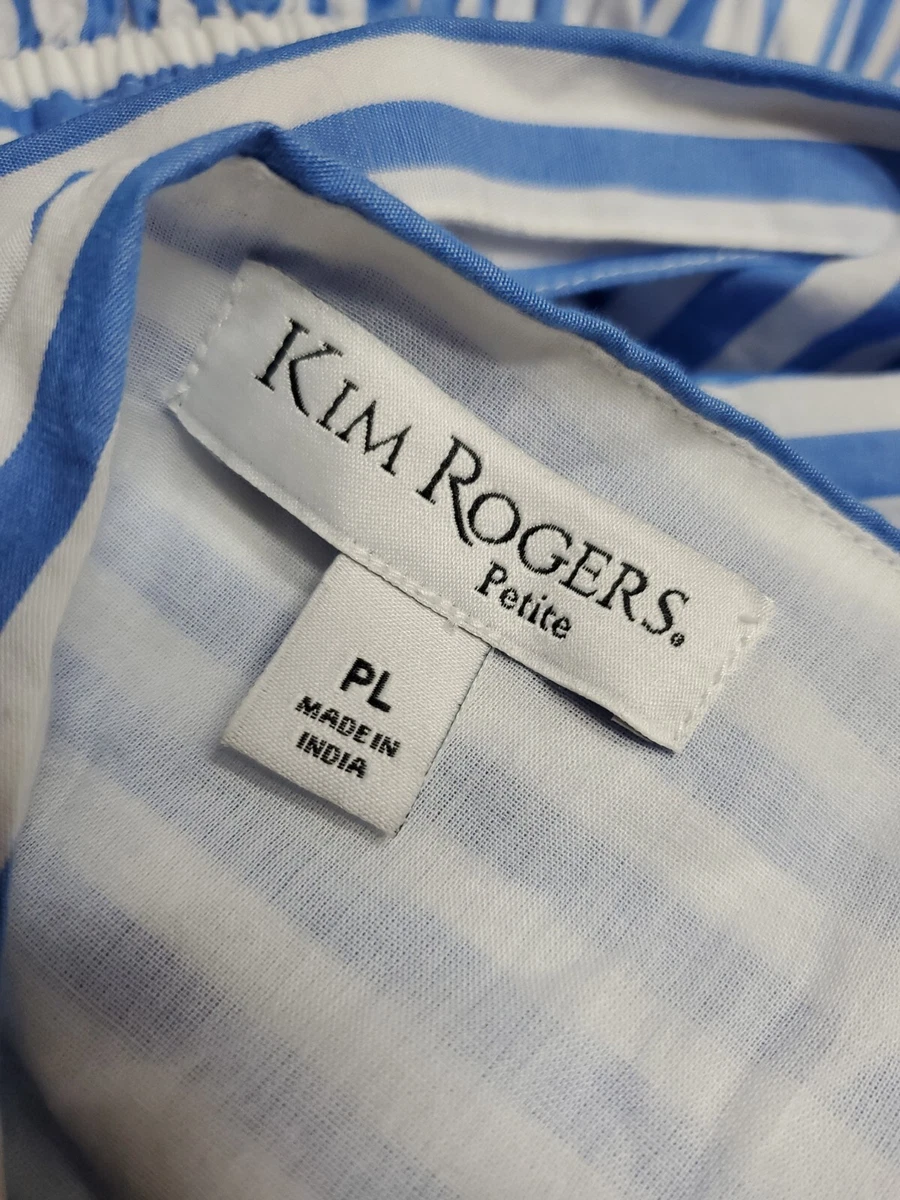 KIM ROGERS®
Petite
PL
MADE IN
INDIA